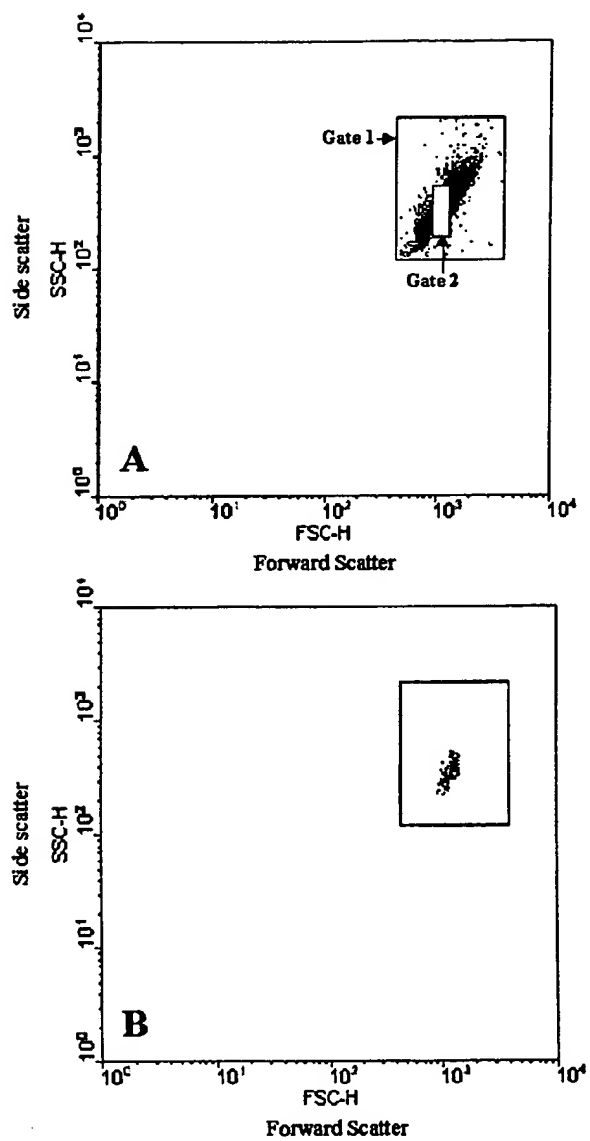 10⁴
10³
10²
10¹
10⁰
Side scatter
SSC-H
Gate 1
Gate 2
A
10⁰ 10¹ 10² 10³ 10⁴
FSC-H
Forward Scatter
10⁴
10³
10²
10¹
10⁰
Side scatter
SSC-H
B
10⁰ 10¹ 10² 10³ 10⁴
FSC-H
Forward Scatter